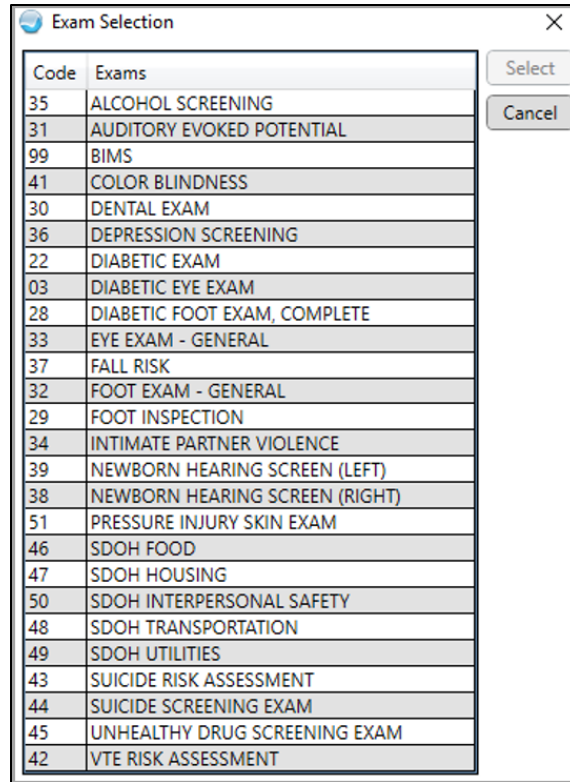 Exam Selection
Code Exams Select
35 ALCOHOL SCREENING
31 AUDITORY EVOKED POTENTIAL Cancel
99 BIMS
41 COLOR BLINDNESS
30 DENTAL EXAM
36 DEPRESSION SCREENING
22 DIABETIC EXAM
03 DIABETIC EYE EXAM
28 DIABETIC FOOT EXAM, COMPLETE
33 EYE EXAM - GENERAL
37 FALL RISK
32 FOOT EXAM - GENERAL
29 FOOT INSPECTION
34 INTIMATE PARTNER VIOLENCE
39 NEWBORN HEARING SCREEN (LEFT)
38 NEWBORN HEARING SCREEN (RIGHT)
51 PRESSURE INJURY SKIN EXAM
46 SDOH FOOD
47 SDOH HOUSING
50 SDOH INTERPERSONAL SAFETY
48 SDOH TRANSPORTATION
49 SDOH UTILITIES
43 SUICIDE RISK ASSESSMENT
44 SUICIDE SCREENING EXAM
45 UNHEALTHY DRUG SCREENING EXAM
42 VTE RISK ASSESSMENT